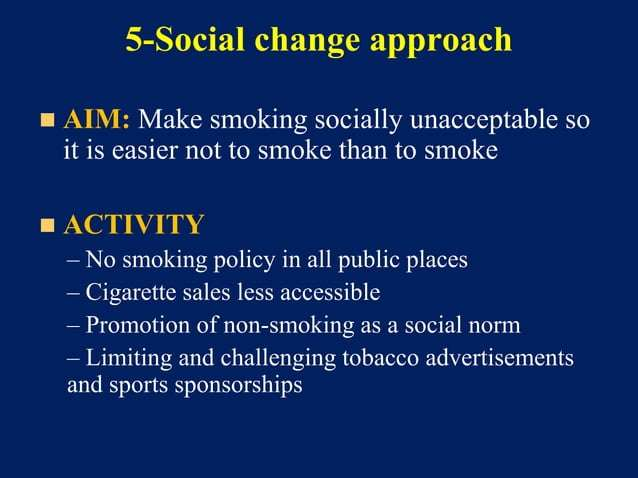 5-Social change approach
AIM: Make smoking socially unacceptable so
it is easier not to smoke than to smoke
ACTIVITY
– No smoking policy in all public places
– Cigarette sales less accessible
– Promotion of non-smoking as a social norm
– Limiting and challenging tobacco advertisements
and sports sponsorships